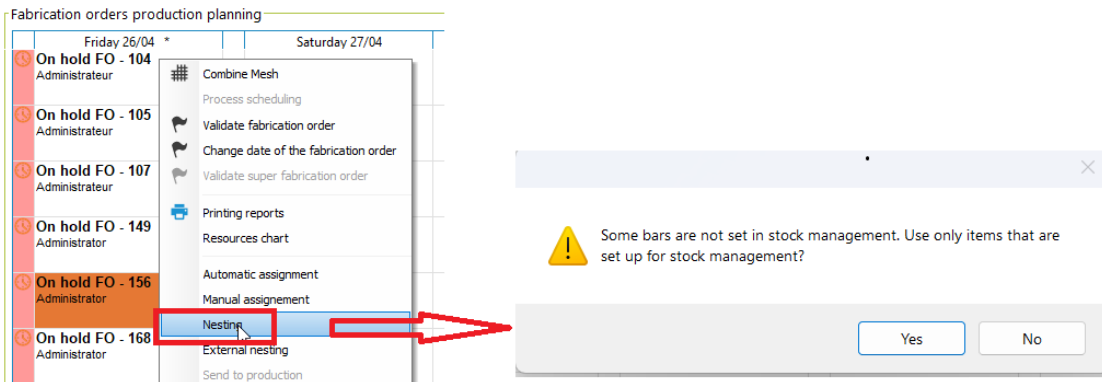 Fabrication orders production planning
Friday 26/04 *
Saturday 27/04
On hold FO - 104
Administrateur
On hold FO - 105
Administrateur
On hold FO - 107
Administrateur
On hold FO - 149
Administrator
On hold FO - 156
Administrator
On hold FO - 168
Administrator
Combine Mesh
Process scheduling
Validate fabrication order
Change date of the fabrication order
Validate super fabrication order
Printing reports
Resources chart
Automatic assignment
Manual assignement
Nesting
External nesting
Send to production
Some bars are not set in stock management. Use only items that are
set up for stock management?
Yes
No